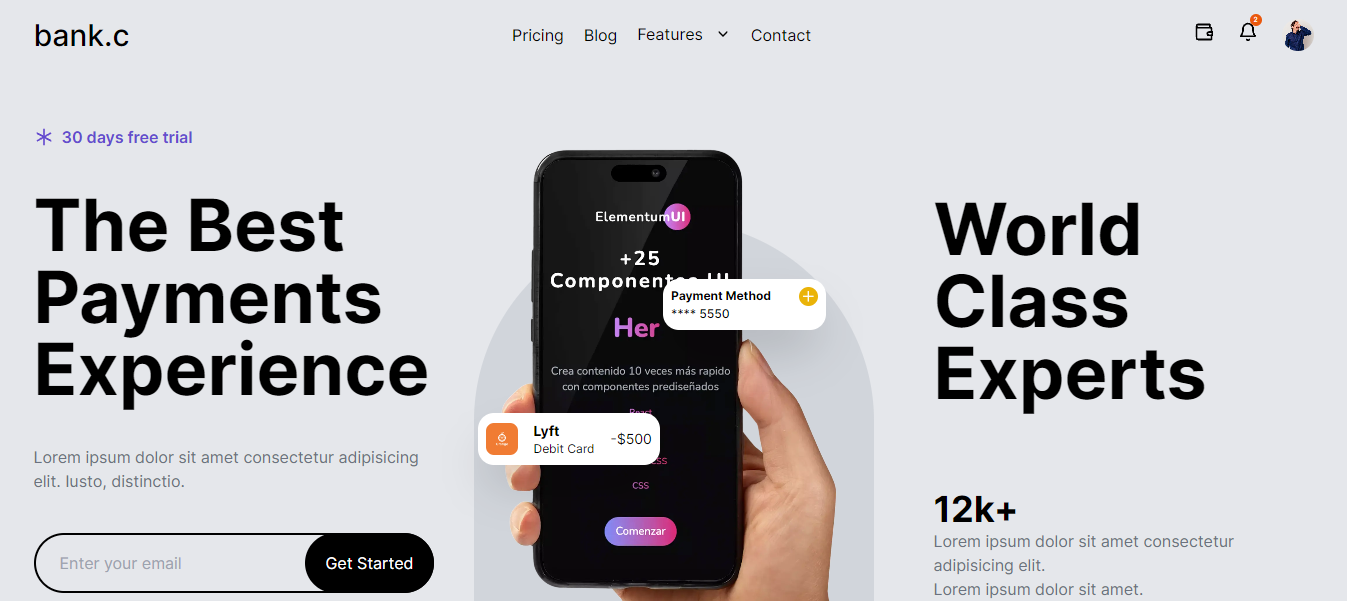 bank.c
Pricing
Blog
Features
Contact
2
30 days free trial
The Best
Payments
Experience
Lorem ipsum dolor sit amet consectetur adipisicing
elit. Iusto, distinctio.
Enter your email
Get Started
ElementumUI
+25
Componentes UI
Payment Method
**** 5550
Her
Crea contenido 10 veces más rapido
con componentes prediseñados
React
Lyft
Debit Card
-$500
css
Comenzar
World
Class
Experts
12k+
Lorem ipsum dolor sit amet consectetur
adipisicing elit.
Lorem ipsum dolor sit amet.